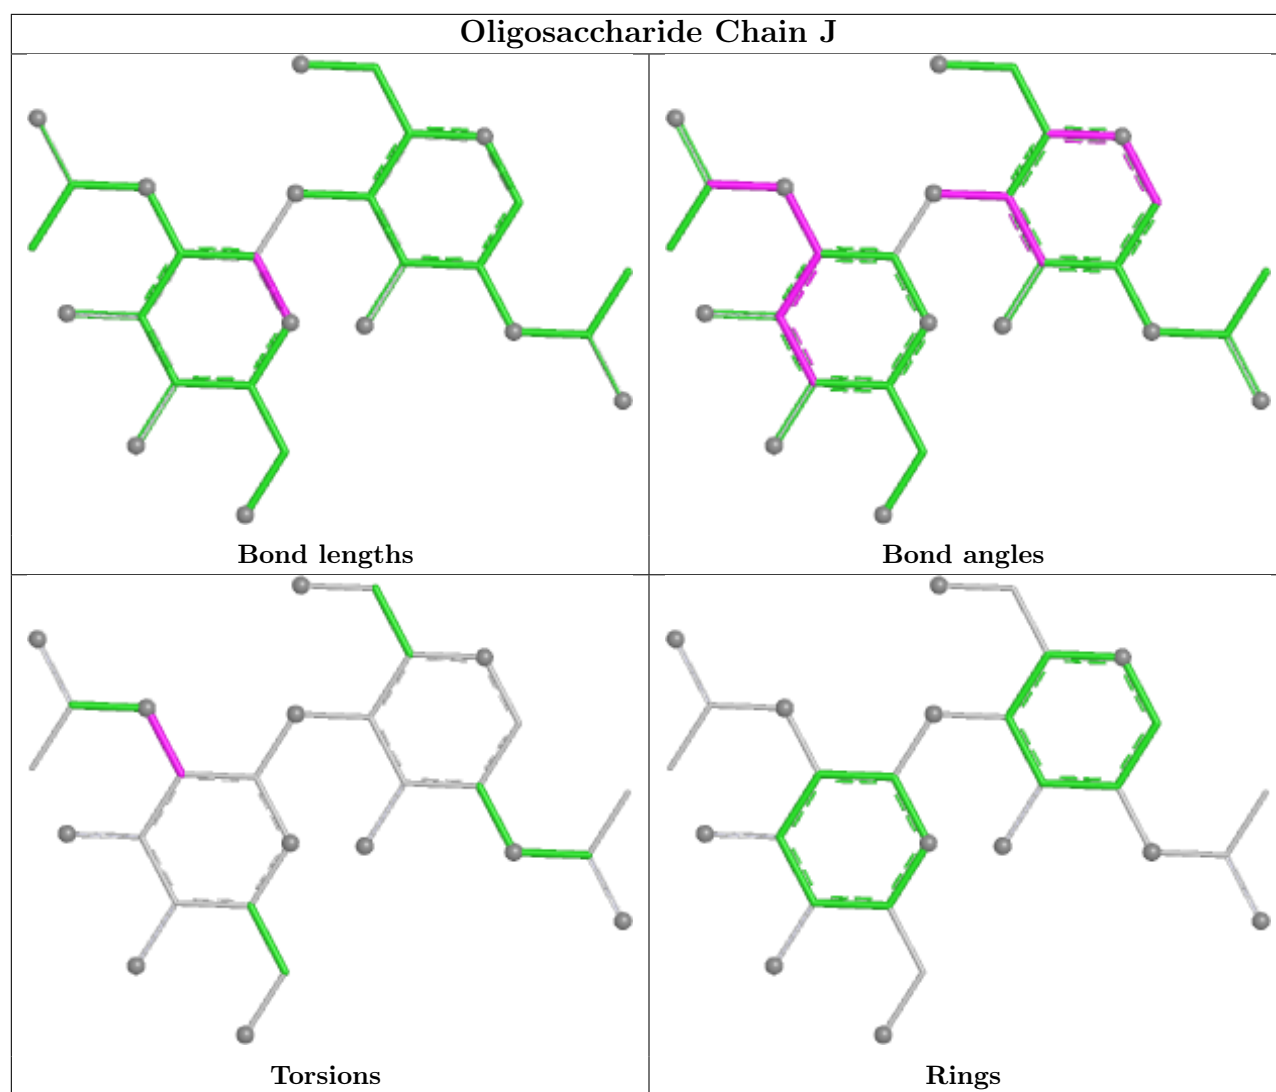 Oligosaccharide Chain J
Bond lengths
Bond angles
Torsions
Rings